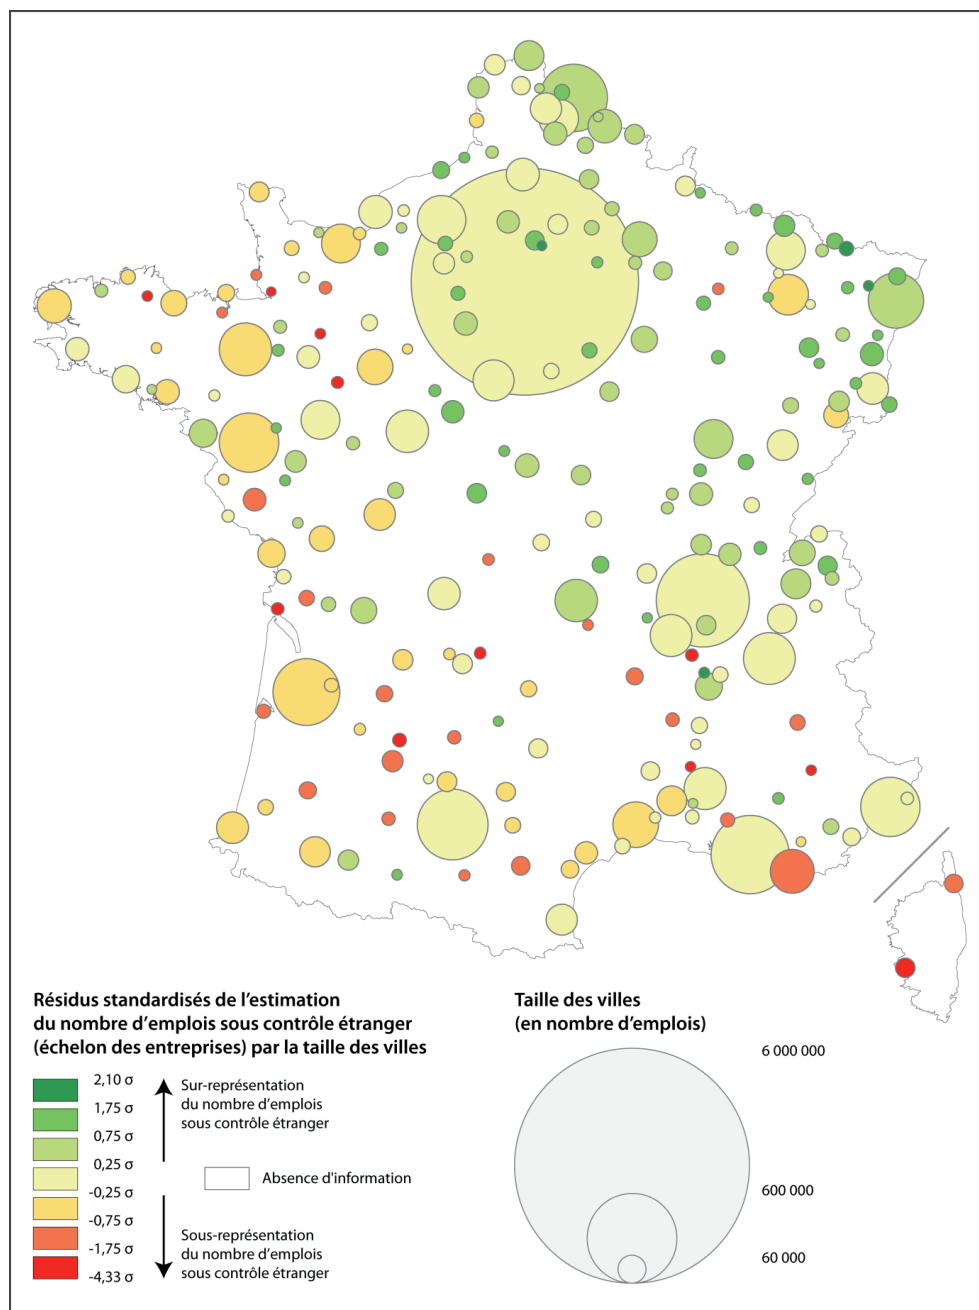 Résidus standardisés de l'estimation
du nombre d'emplois sous contrôle étranger
(échelon des entreprises) par la taille des villes
2,10 σ
1,75 σ
0,75 σ
0,25 σ
-0,25 σ
-0,75 σ
-1,75 σ
-4,33 σ
Sur-représentation
du nombre d'emplois
sous contrôle étranger
Absence d'information
Sous-représentation
du nombre d'emplois
sous contrôle étranger
Taille des villes
(en nombre d'emplois)
6 000 000
600 000
60 000